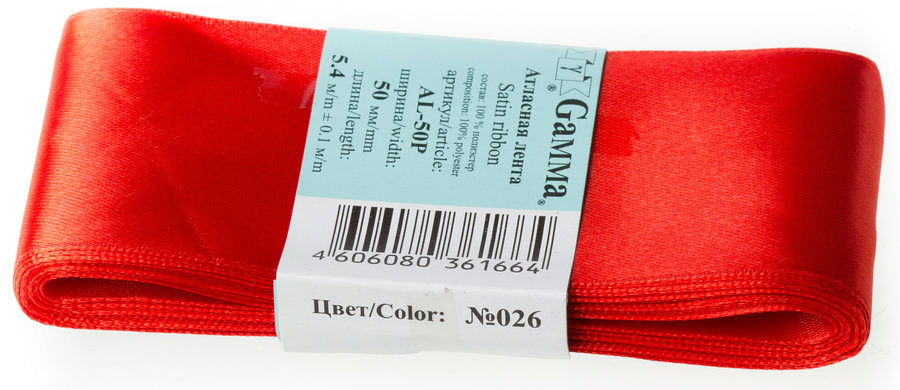 γ
®
Gамма®
Атласная лента
Satin ribbon
состав: 100 % полиэстер
composition: 100% polyester
артикул/article:
AL-50P
ширина/width:
50 мм/mm
длина/length:
5.4 м/m ± 0.1 м/m
4 606080 361664
Цвет/Color: №026